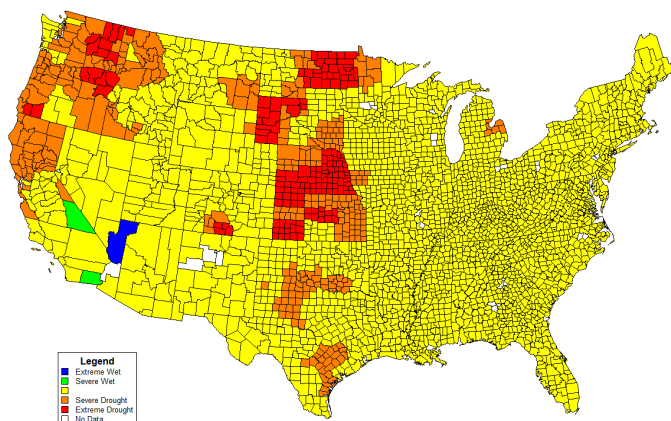 Legend
Extreme Wet
Severe Wet
Severe Drought
Extreme Drought
No Data